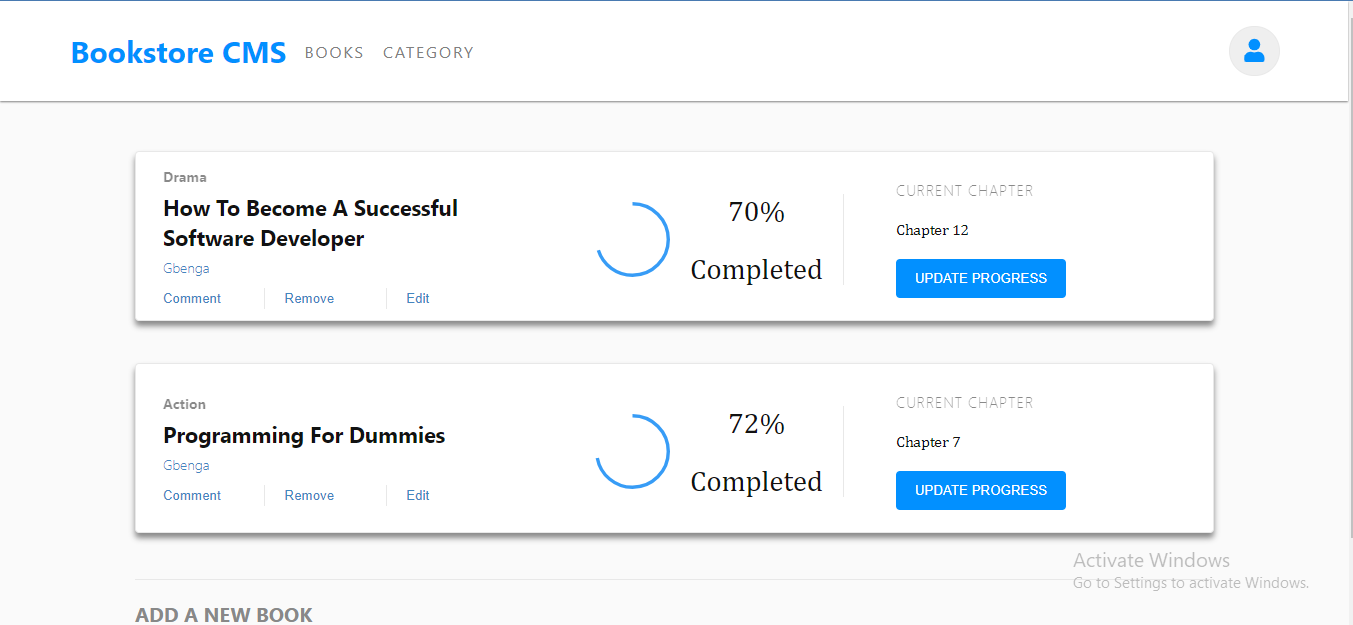 Bookstore CMS BOOKS CATEGORY
Drama
How To Become A Successful
Software Developer
Gbenga
Comment Remove Edit
70%
Completed
CURRENT CHAPTER
Chapter 12
UPDATE PROGRESS
Action
Programming For Dummies
Gbenga
Comment Remove Edit
72%
Completed
CURRENT CHAPTER
Chapter 7
UPDATE PROGRESS
Activate Windows
Go to Settings to activate Windows.
ADD A NEW BOOK